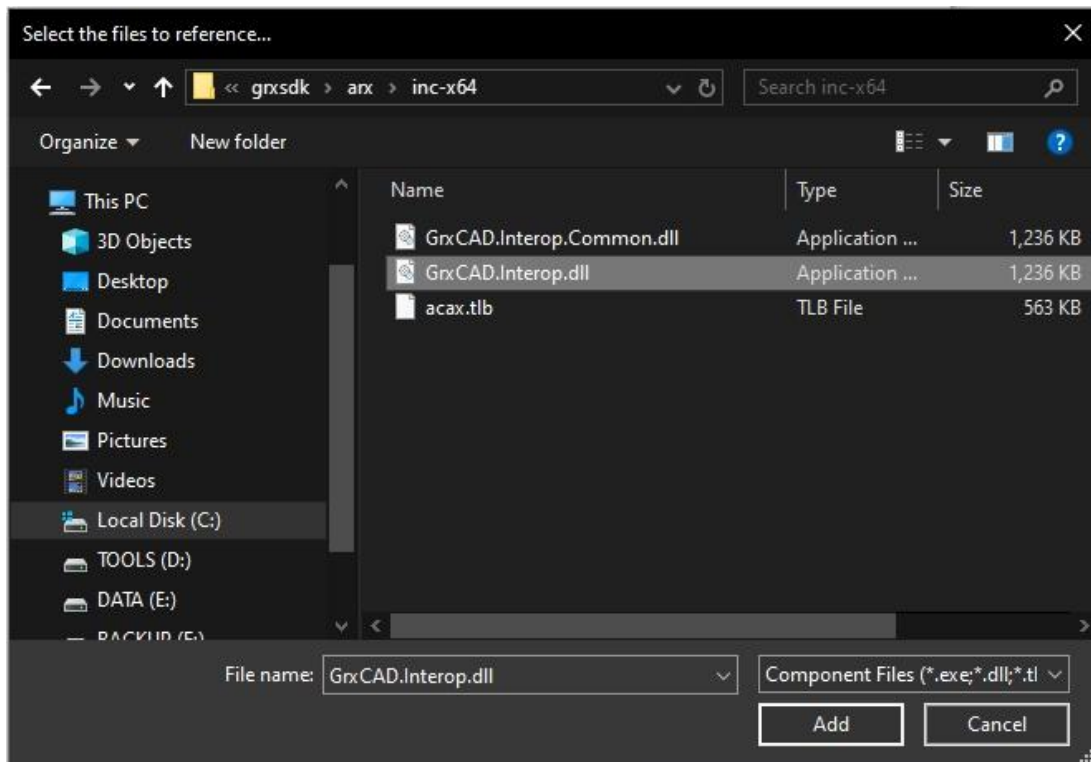 Select the files to reference...
« grxsdk › arx › inc-x64
Search inc-x64
Organize
New folder
This PC
3D Objects
Desktop
Documents
Downloads
Music
Pictures
Videos
Local Disk (C:)
TOOLS (D:)
DATA (E:)
BACKUP (F:)
Name Type Size
GrxCAD.Interop.Common.dll Application ... 1,236 KB
GrxCAD.Interop.dll Application ... 1,236 KB
acax.tlb TLB File 563 KB
File name: GrxCAD.Interop.dll
Component Files (*.exe;*.dll;*.tl
Add
Cancel